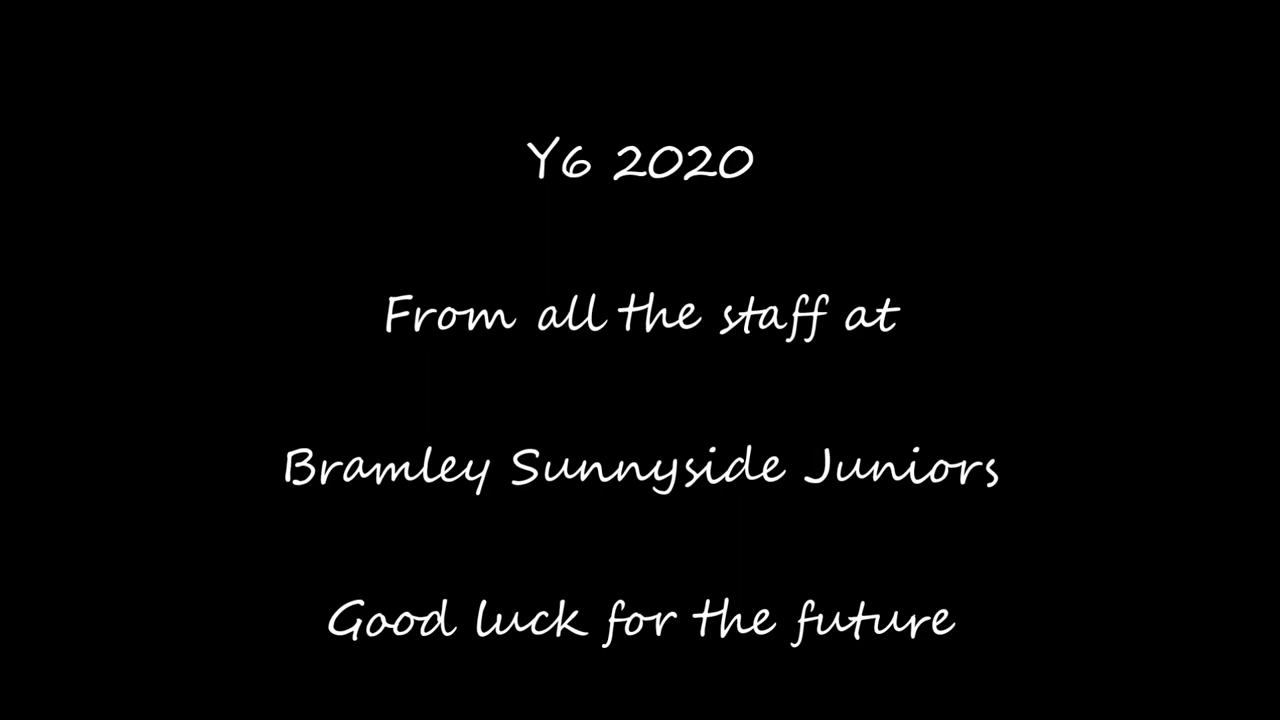 Y6 2020
From all the staff at
Bramley Sunnyside Juniors
Good luck for the future